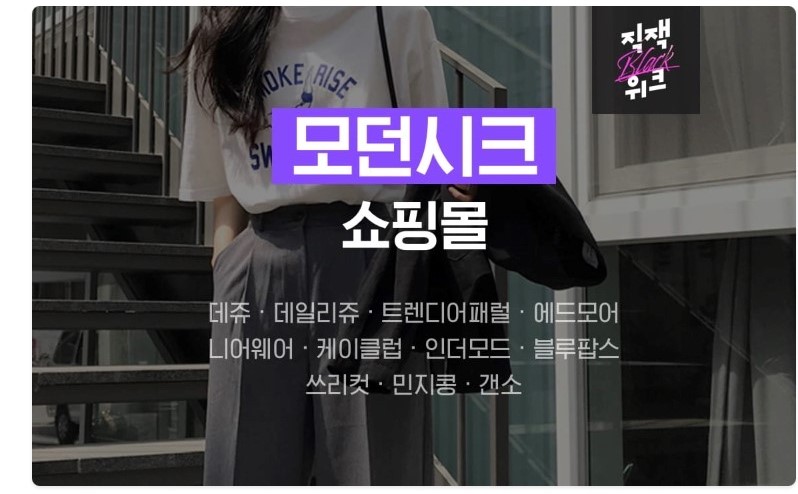 직잭
Black
위크
SMOKE RISE
SW
모던시크
쇼핑몰
데쥬 · 데일리쥬 · 트렌디어패럴 · 에드모어
니어웨어 · 케이클럽 · 인더모드 · 블루팝스
쓰리컷 · 민지콩 · 갠소